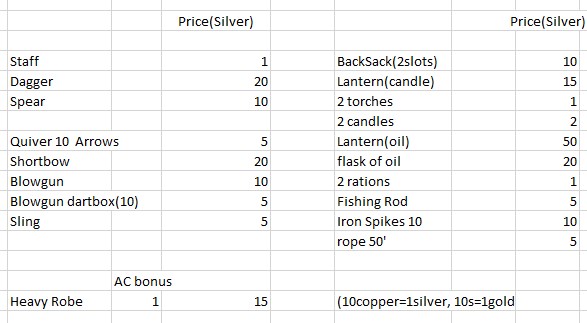 Price(Silver) Price(Silver)
Staff 1 BackSack(2slots) 10
Dagger 20 Lantern(candle) 15
Spear 10 2 torches 1
2 candles 2
Quiver 10 Arrows 5 Lantern(oil) 50
Shortbow 20 flask of oil 20
Blowgun 10 2 rations 1
Blowgun dartbox(10) 5 Fishing Rod 5
Sling 5 Iron Spikes 10 10
rope 50' 5
AC bonus
Heavy Robe 1 15 (10copper=1silver, 10s=1gold